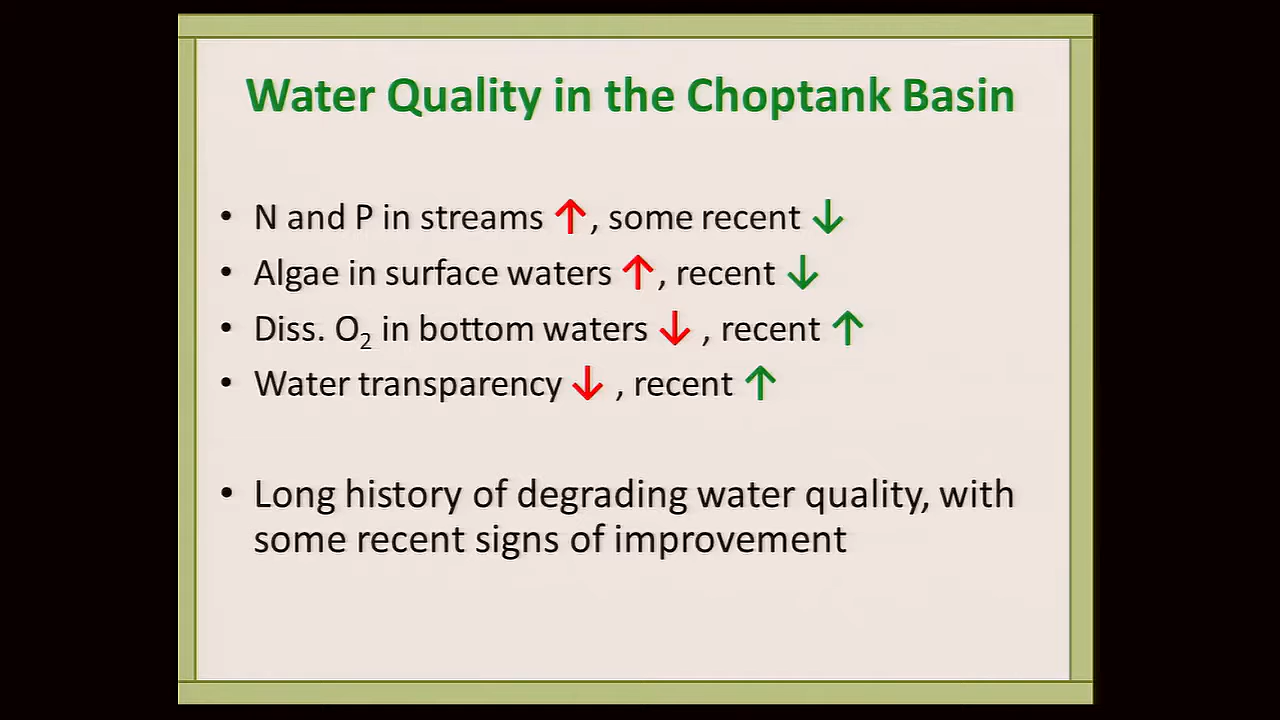 Water Quality in the Choptank Basin
• N and P in streams ↑, some recent ↓
• Algae in surface waters ↑, recent ↓
• Diss. O₂ in bottom waters ↓ , recent ↑
• Water transparency ↓ , recent ↑
• Long history of degrading water quality, with
some recent signs of improvement